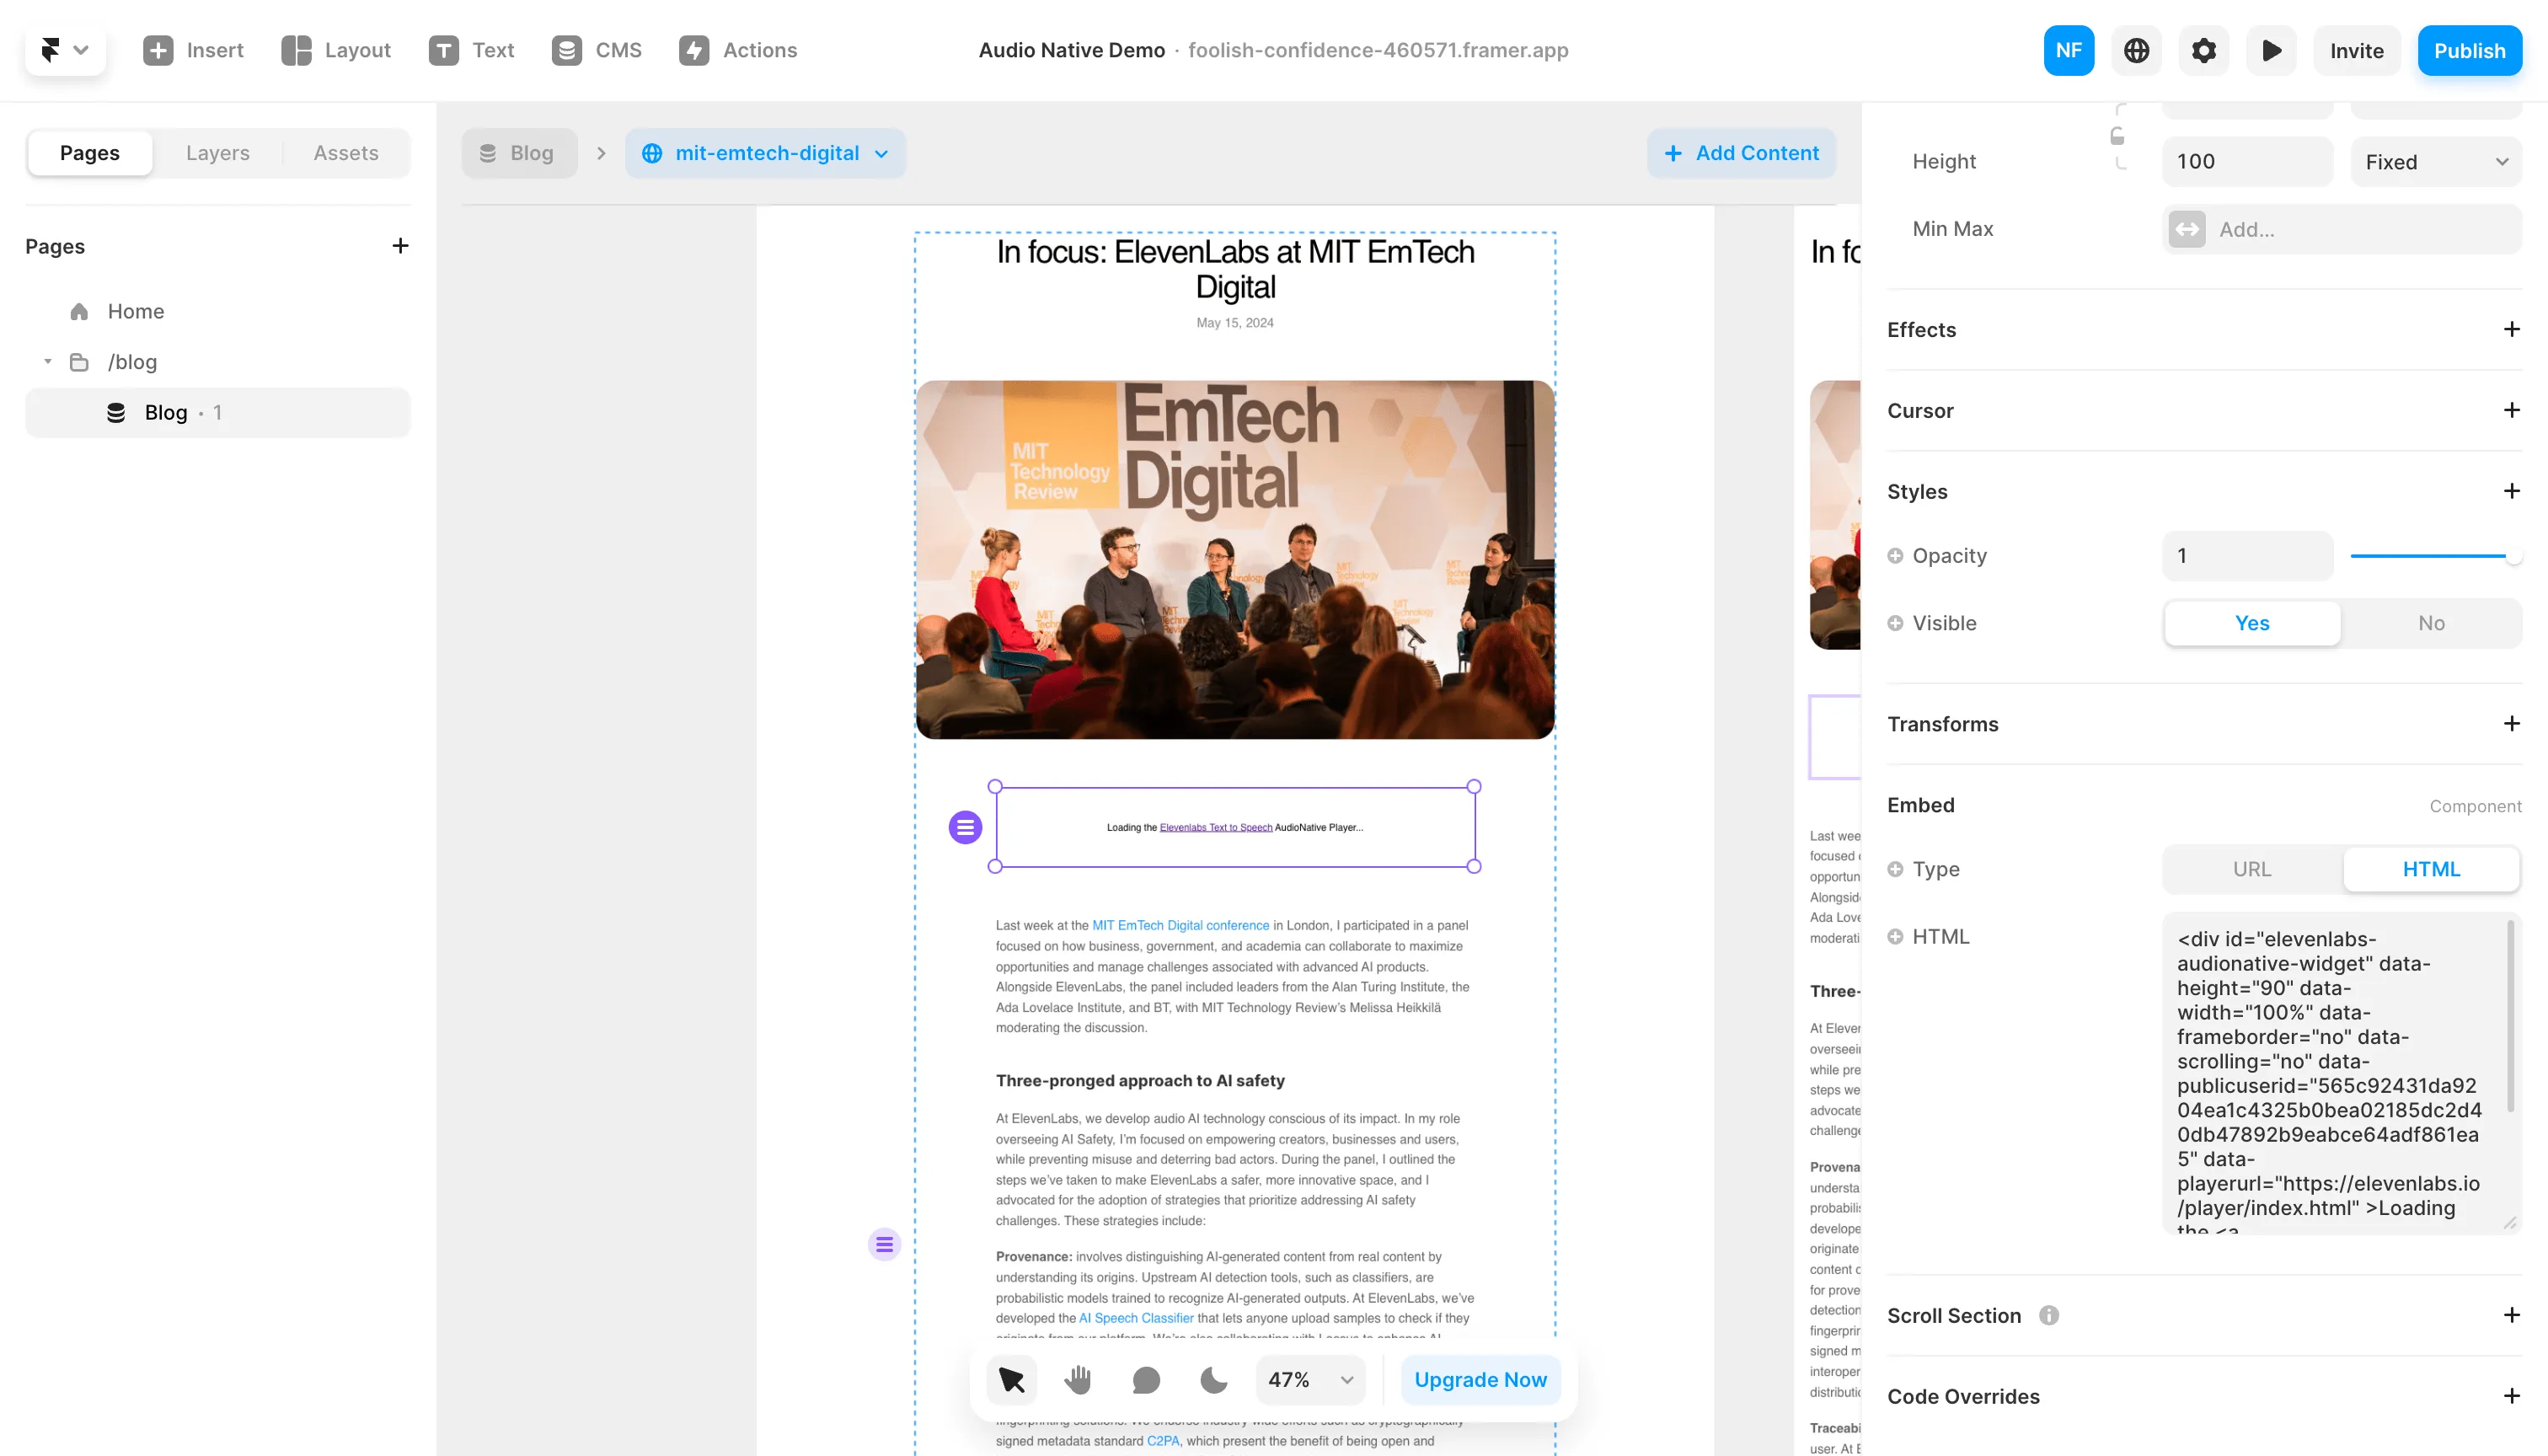 Insert
Layout
Text
CMS
Actions
Audio Native Demo · foolish-confidence-460571.framer.app
NF
Invite
Publish
Pages
Layers
Assets
Pages
Home
/blog
Blog · 1
Blog
mit-emtech-digital
Add Content
In focus: ElevenLabs at MIT EmTech
Digital
May 15, 2024
EmTech
Digital
MIT
Technology
Review
Loading the Elevenlabs Text to Speech AudioNative Player...
Last week at the MIT EmTech Digital conference in London, I participated in a panel
focused on how business, government, and academia can collaborate to maximize
opportunities and manage challenges associated with advanced AI products.
Alongside ElevenLabs, the panel included leaders from the Alan Turing Institute, the
Ada Lovelace Institute, and BT, with MIT Technology Review’s Melissa Heikkilä
moderating the discussion.
Three-pronged approach to AI safety
At ElevenLabs, we develop audio AI technology conscious of its impact. In my role
overseeing AI Safety, I’m focused on empowering creators, businesses and users,
while preventing misuse and deterring bad actors. During the panel, I outlined the
steps we’ve taken to make ElevenLabs a safer, more innovative space, and I
advocated for the adoption of strategies that prioritize addressing AI safety
challenges. These strategies include:
Provenance: involves distinguishing AI-generated content from real content by
understanding its origins. Upstream AI detection tools, such as classifiers, are
probabilistic models trained to recognize AI-generated outputs. At ElevenLabs, we’ve
developed the AI Speech Classifier that lets anyone upload samples to check if they
signed metadata standard C2PA, which present the benefit of being open and
47%
Upgrade Now
In fo
Last wee
focused
opportun
Alongsid
Ada Love
moderati
Three-
At Eleven
overseei
while pre
steps we
advocate
challenge
Provena
understa
probabilis
develope
originate
content
for prove
detection
fingerprin
signed m
interoper
distributi
Traceabi
user. At E
Height
100
Fixed
Min Max
Add...
Effects
Cursor
Styles
Opacity
1
Visible
Yes
No
Transforms
Embed
Component
Type
URL
HTML
HTML
<div id="elevenlabs-
audionative-widget" data-
height="90" data-
width="100%" data-
frameborder="no" data-
scrolling="no" data-
publicuserid="565c92431da92
04ea1c4325b0bea02185dc2d4
0db47892b9eabce64adf861ea
5" data-
playerurl="https://elevenlabs.io
/player/index.html" >Loading
the <a
Scroll Section
Code Overrides